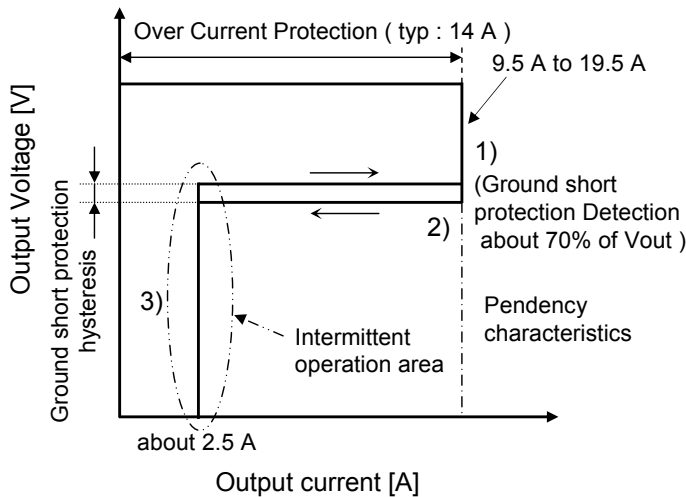 Over Current Protection ( typ : 14 A )
9.5 A to 19.5 A
Output Voltage [V]
1)
(Ground short
protection Detection
about 70% of Vout )
2)
Ground short protection
hysteresis
3)
Intermittent
operation area
Pendency
characteristics
about 2.5 A
Output current [A]